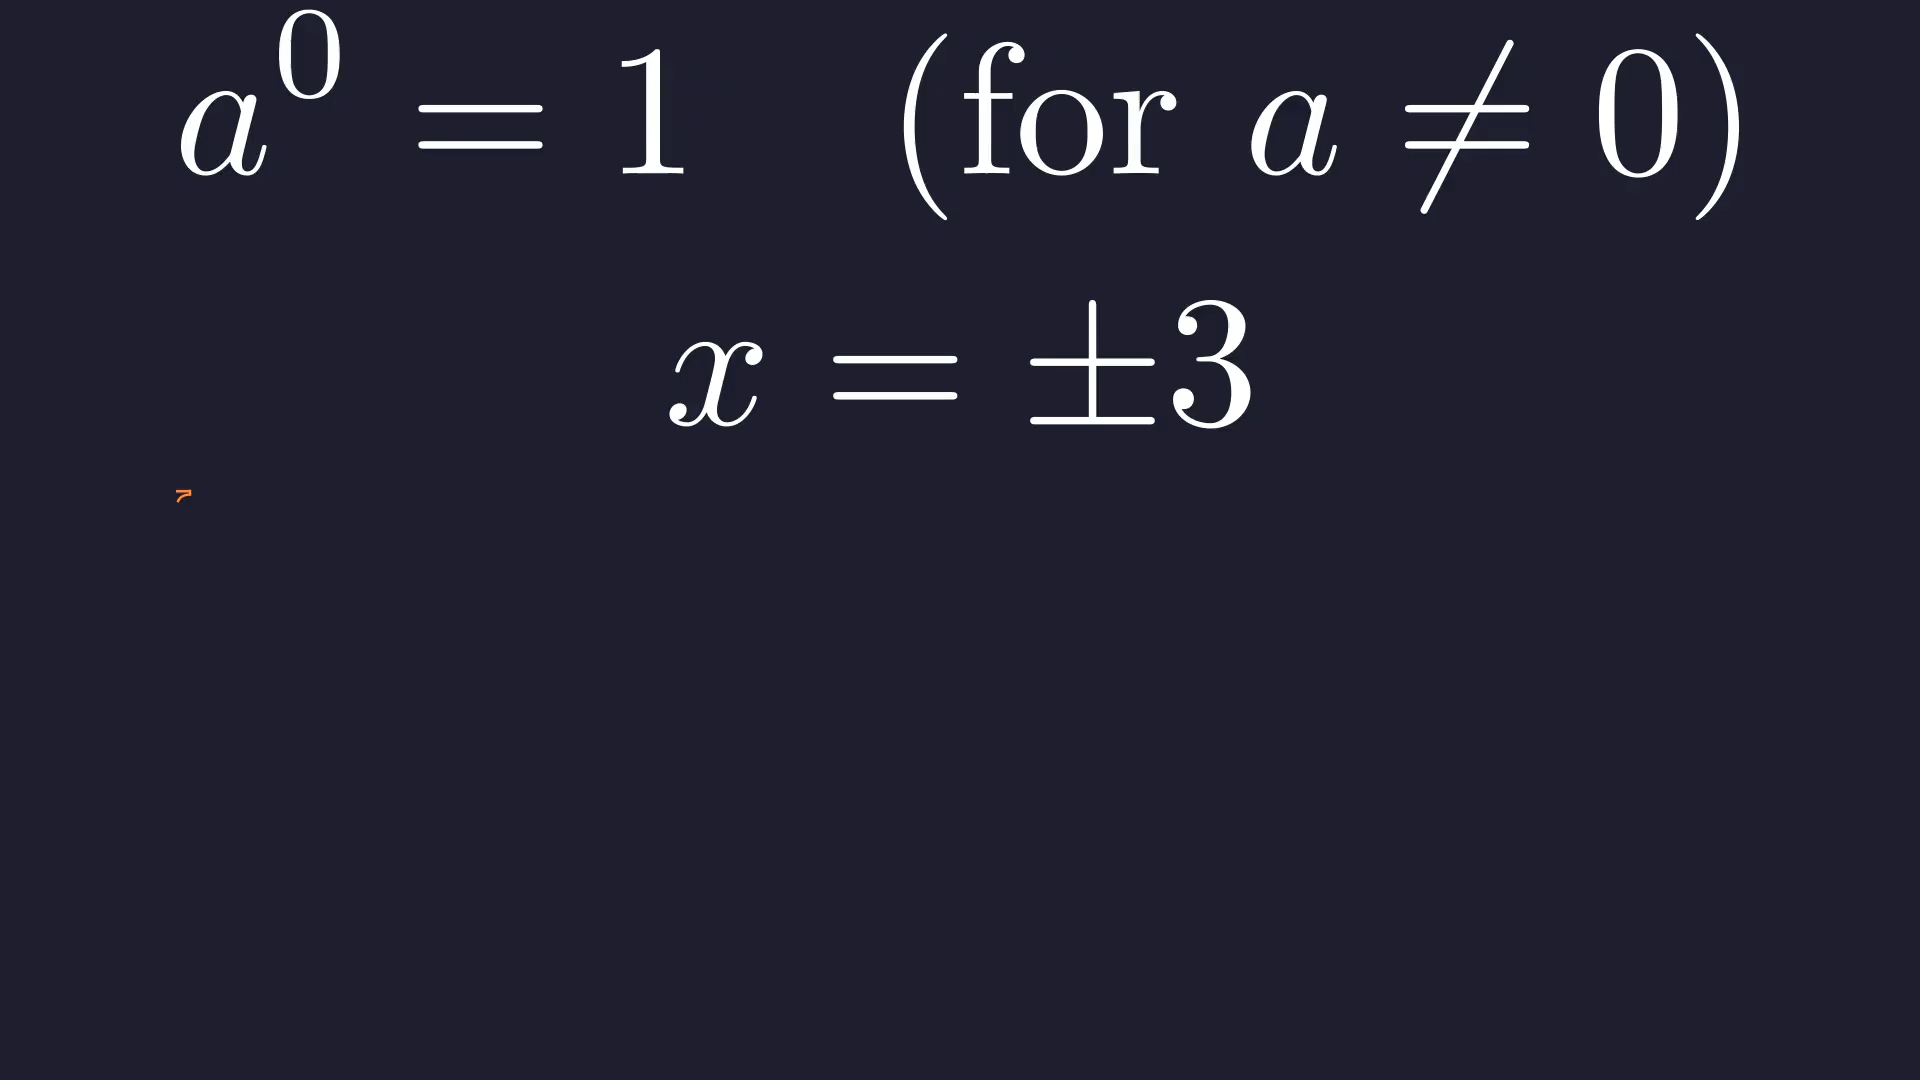 a⁰ = 1 (for a ≠ 0)
x = ±3